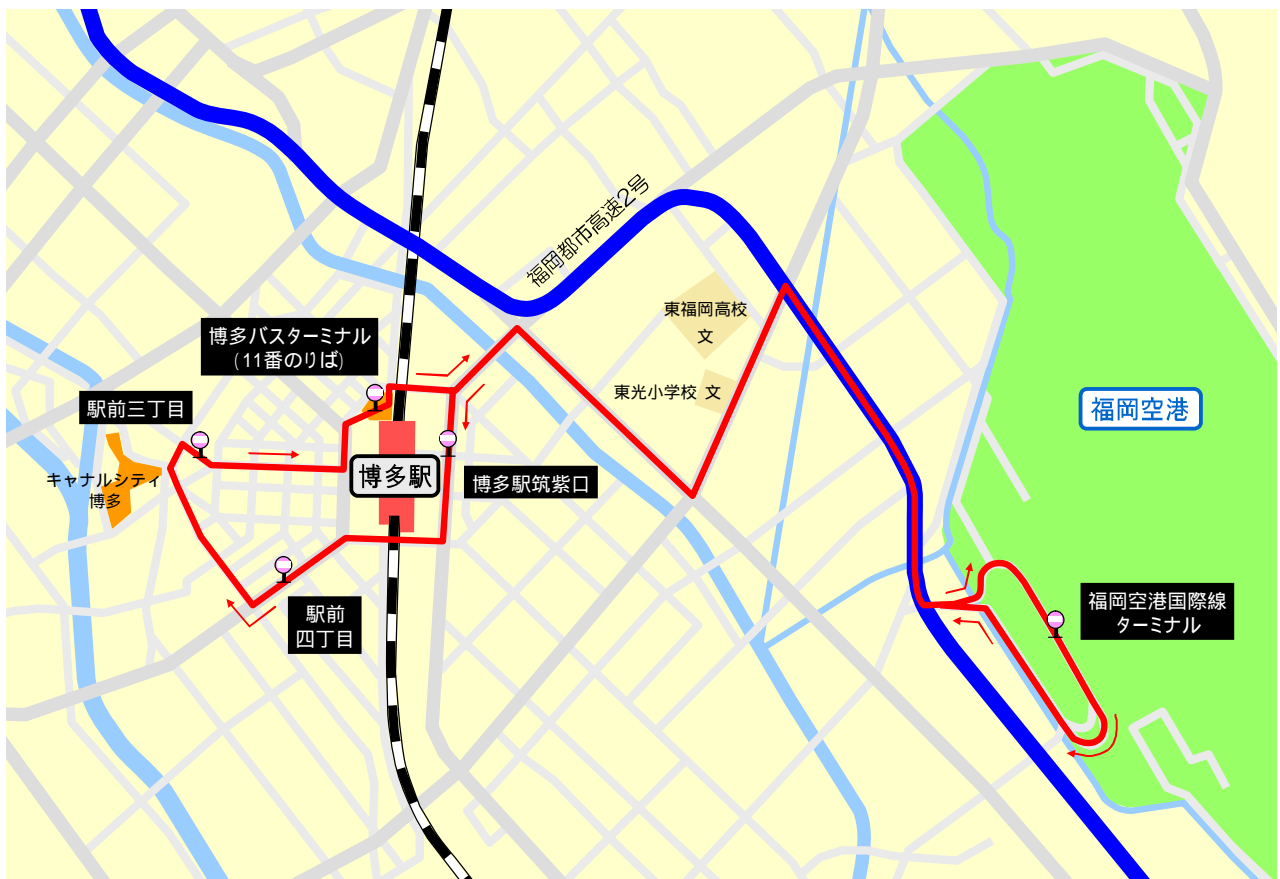 福岡都市高速2号
東福岡高校
文
博多バスターミナル
(11番のりば)
東光小学校 文
駅前三丁目
福岡空港
キャナルシティ
博多
博多駅
博多駅筑紫口
駅前
四丁目
福岡空港国際線
ターミナル